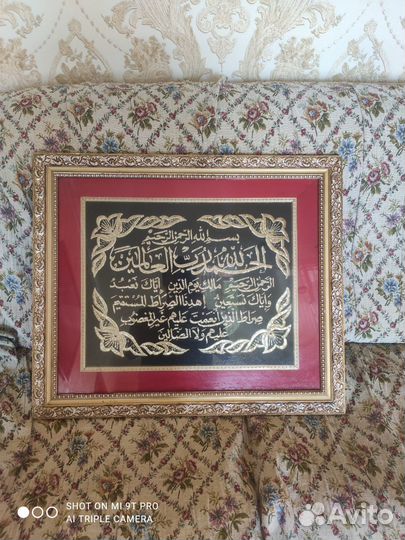 بسم الله الرحمن الرحيم
الحمد لله رب العالمين
الرحمن الرحيم مالك يوم الدين إياك نعبد
وإياك نستعين إهدنا الصراط المستقيم
صراط الذين أنعمت عليهم غير المغضوب
عليهم ولا الضالين
SHOT ON MI 9T PRO
AI TRIPLE CAMERA
Avito